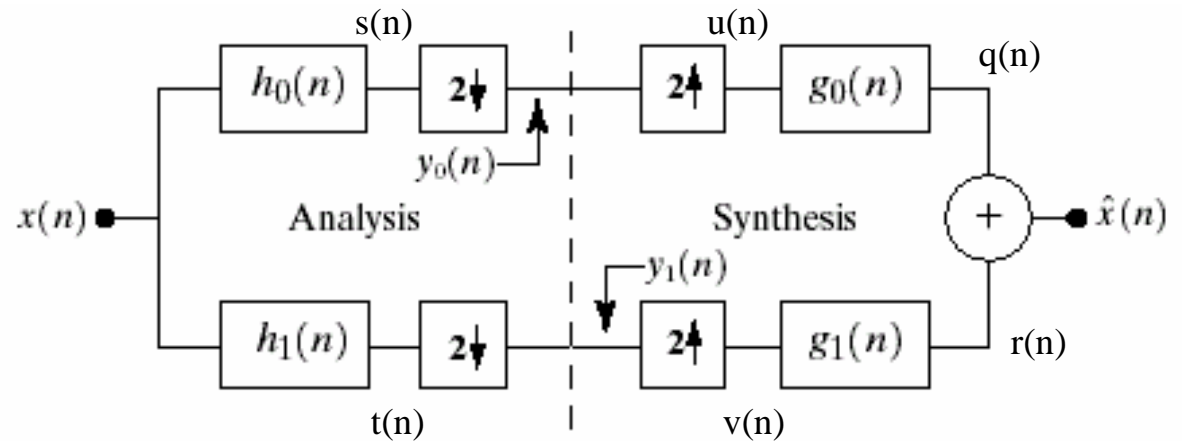 s(n) u(n)
h₀(n) 2↓ 2↑ g₀(n) q(n)
y₀(n)
x(n) Analysis Synthesis + x̂(n)
y₁(n)
h₁(n) 2↓ 2↑ g₁(n) r(n)
t(n) v(n)